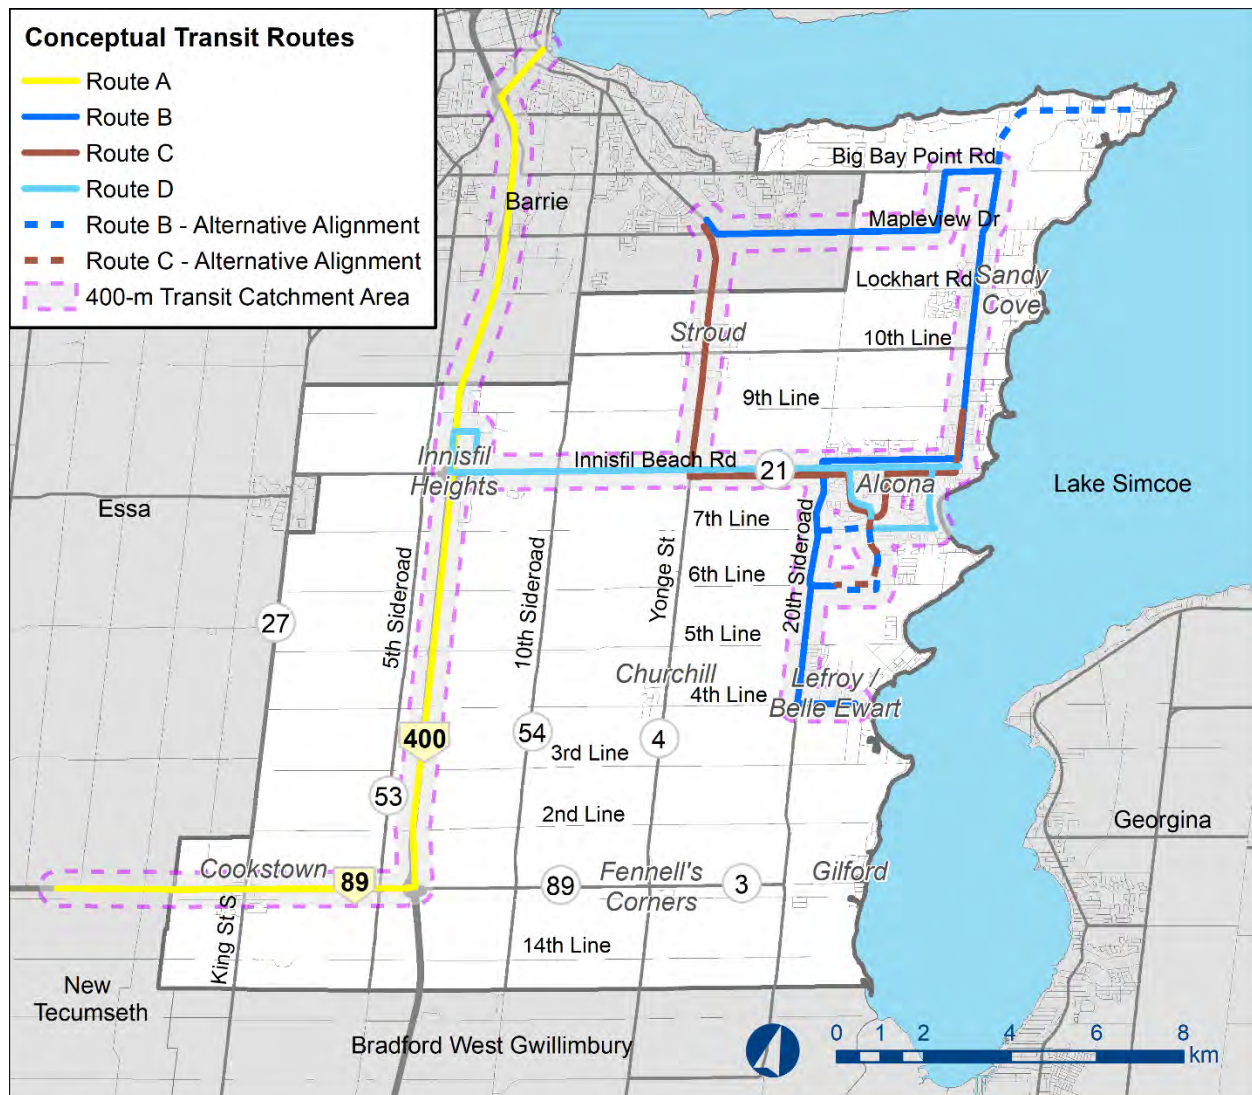 Conceptual Transit Routes
Route A
Route B
Route C
Route D
Route B - Alternative Alignment
Route C - Alternative Alignment
400-m Transit Catchment Area
Big Bay Point Rd
Barrie
Mapleview Dr
Lockhart Rd
Sandy
Cove
Stroud
10th Line
9th Line
Innisfil
Heights
Innisfil Beach Rd
21
Alcona
Lake Simcoe
Essa
7th Line
5th Sideroad
10th Sideroad
Yonge St
20th Sideroad
6th Line
27
5th Line
Churchill
4th Line
Lefroy /
Belle Ewart
400
54
4
3rd Line
53
2nd Line
Georgina
Cookstown
89
89
Fennell's
Corners
3
Gilford
King St S
14th Line
New
Tecumseth
Bradford West Gwillimbury
0 1 2 4 6 8
km